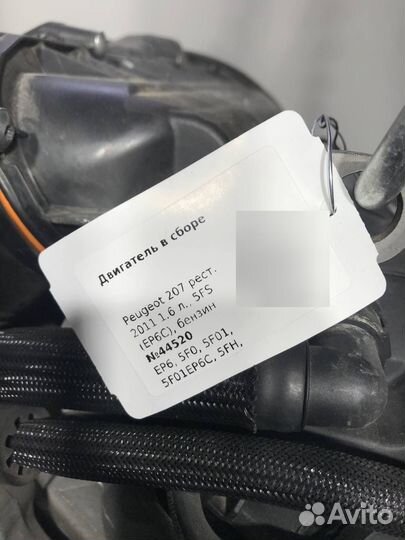 Двигатель в сборе
Peugeot 207 рест.
2011 1.6 л., 5FS
(EP6C), бензин
№44520
EP6, 5F0, 5F01,
5F01EP6C, 5FH,
Avito